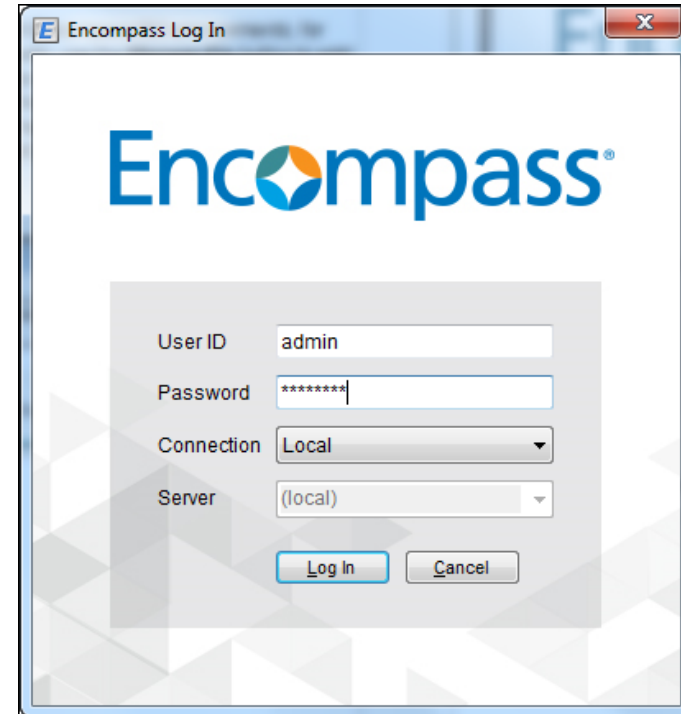 Encompass Log In
Encompass®
User ID admin
Password ********
Connection Local
Server (local)
Log In Cancel